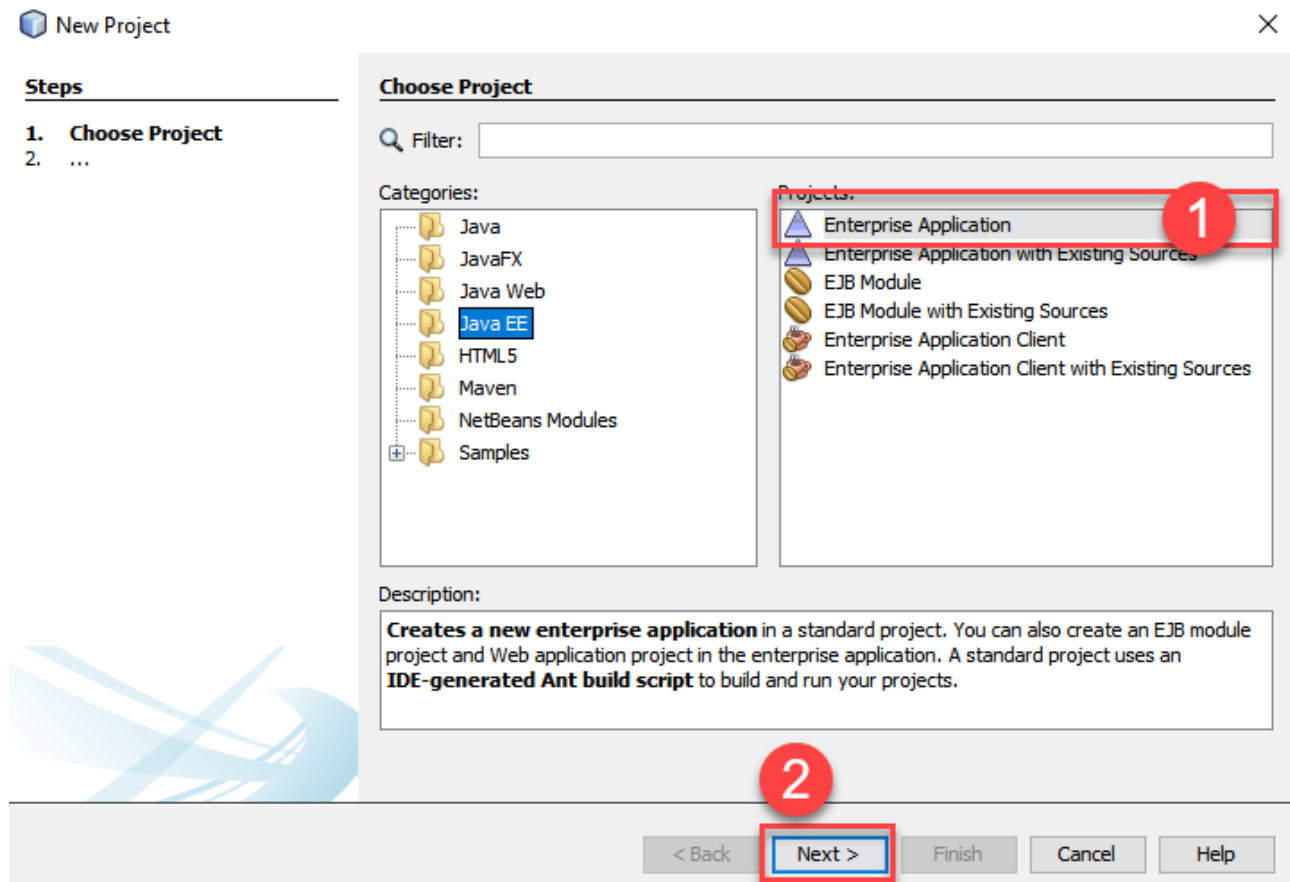 New Project
Steps
1. Choose Project
2. ...
Choose Project
Filter:
Categories:
Java
JavaFX
Java Web
Java EE
HTML5
Maven
NetBeans Modules
Samples
Projects:
Enterprise Application
1
Enterprise Application with Existing Sources
EJB Module
EJB Module with Existing Sources
Enterprise Application Client
Enterprise Application Client with Existing Sources
Description:
Creates a new enterprise application in a standard project. You can also create an EJB module
project and Web application project in the enterprise application. A standard project uses an
IDE-generated Ant build script to build and run your projects.
2
< Back Next > Finish Cancel Help